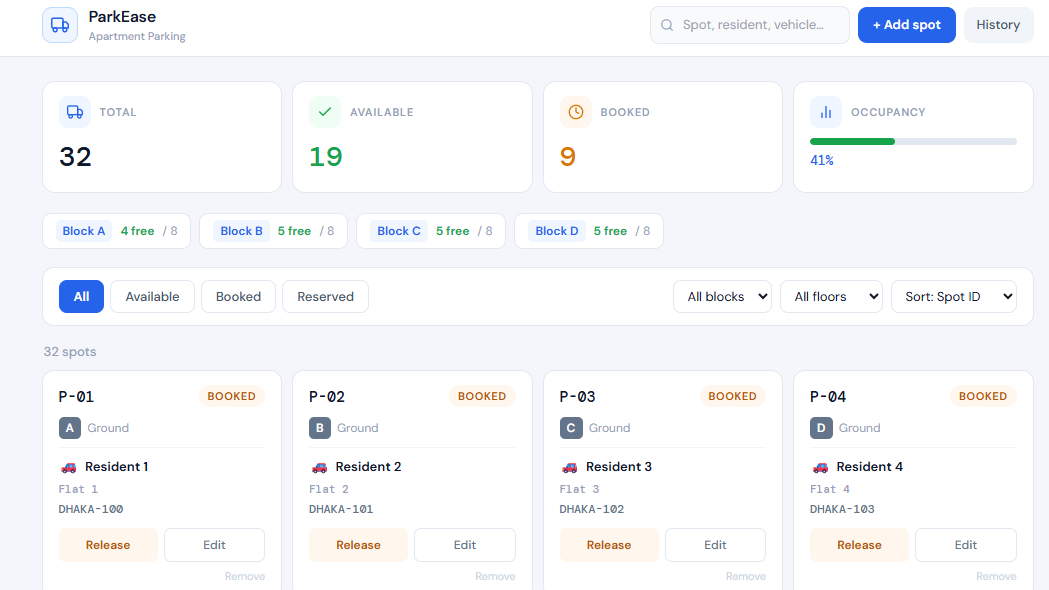 ParkEase
Apartment Parking
Spot, resident, vehicle...
+ Add spot
History
TOTAL
32
AVAILABLE
19
BOOKED
9
OCCUPANCY
41%
Block A 4 free / 8
Block B 5 free / 8
Block C 5 free / 8
Block D 5 free / 8
All
Available
Booked
Reserved
All blocks
All floors
Sort: Spot ID
32 spots
P-01 BOOKED
A Ground
Resident 1
Flat 1
DHAKA-100
Release Edit
Remove
P-02 BOOKED
B Ground
Resident 2
Flat 2
DHAKA-101
Release Edit
Remove
P-03 BOOKED
C Ground
Resident 3
Flat 3
DHAKA-102
Release Edit
Remove
P-04 BOOKED
D Ground
Resident 4
Flat 4
DHAKA-103
Release Edit
Remove